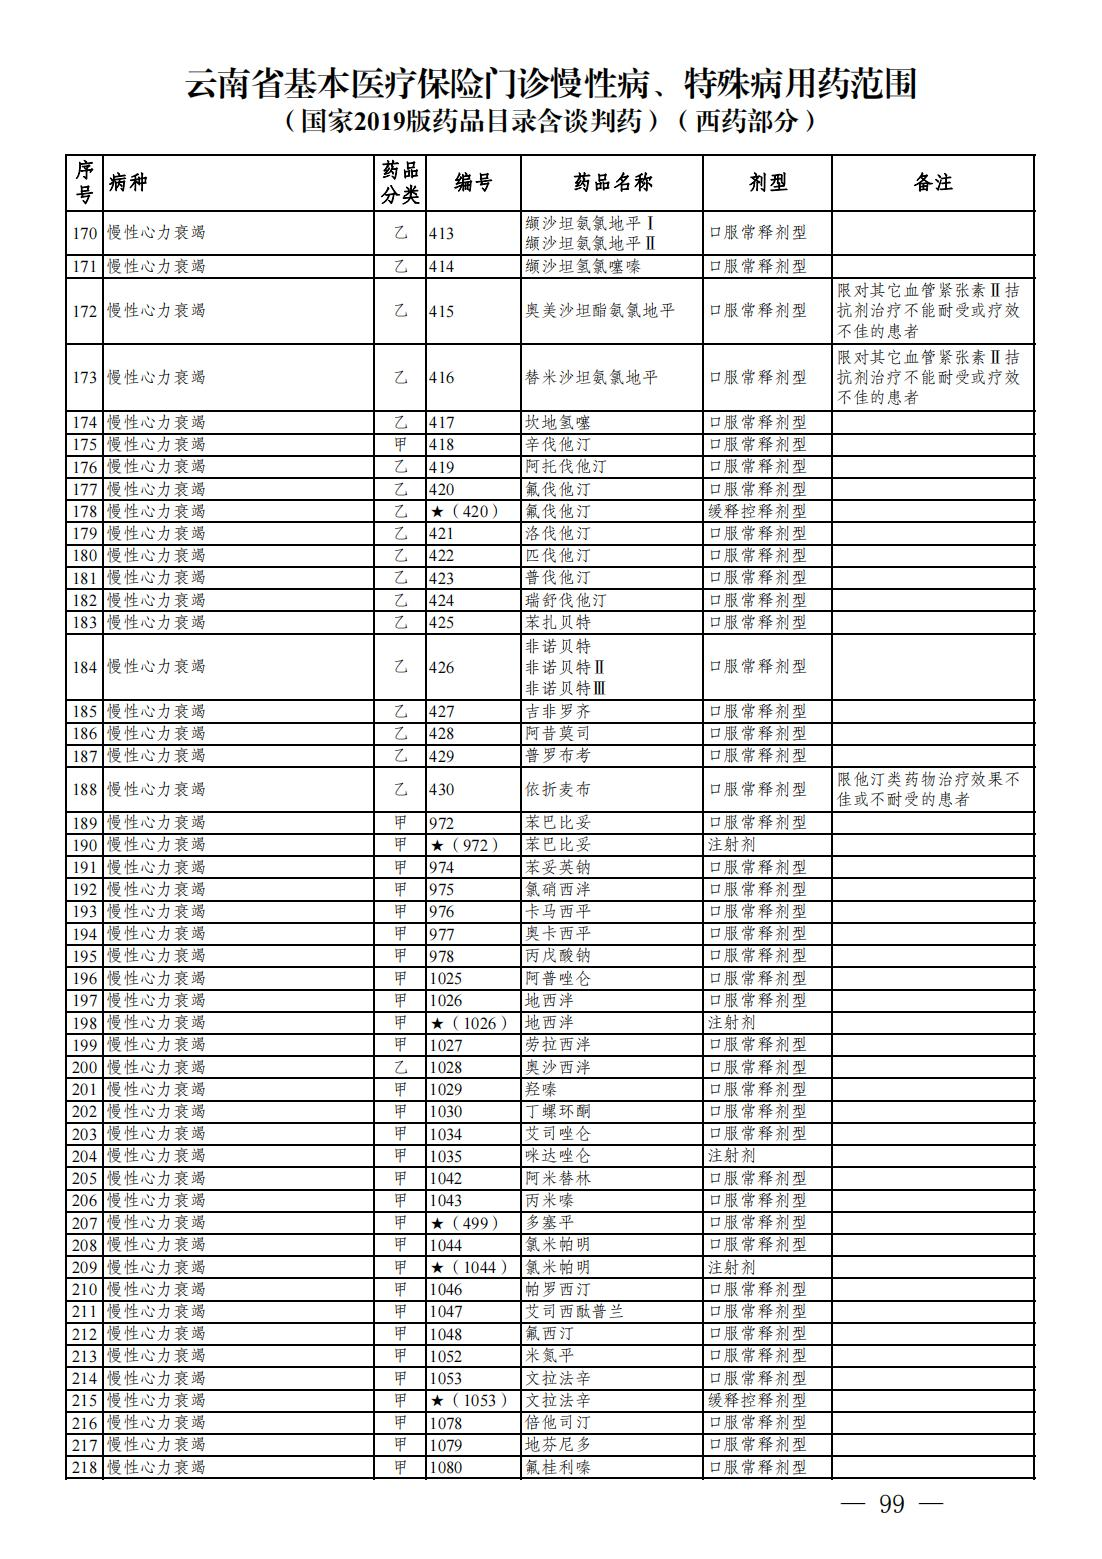 云南省基本医疗保险门诊慢性病、特殊病用药范围
（国家2019版药品目录含谈判药）（西药部分）
序号 病种 药品分类 编号 药品名称 剂型 备注
170 慢性心力衰竭 乙 413 缬沙坦氨氯地平Ⅰ 缬沙坦氨氯地平Ⅱ 口服常释剂型
171 慢性心力衰竭 乙 414 缬沙坦氢氯噻嗪 口服常释剂型
172 慢性心力衰竭 乙 415 奥美沙坦酯氨氯地平 口服常释剂型 限对其它血管紧张素Ⅱ拮抗剂治疗不能耐受或疗效不佳的患者
173 慢性心力衰竭 乙 416 替米沙坦氨氯地平 口服常释剂型 限对其它血管紧张素Ⅱ拮抗剂治疗不能耐受或疗效不佳的患者
174 慢性心力衰竭 乙 417 坎地氢噻 口服常释剂型
175 慢性心力衰竭 甲 418 辛伐他汀 口服常释剂型
176 慢性心力衰竭 乙 419 阿托伐他汀 口服常释剂型
177 慢性心力衰竭 乙 420 氟伐他汀 口服常释剂型
178 慢性心力衰竭 乙 ★（420） 氟伐他汀 缓释控释剂型
179 慢性心力衰竭 乙 421 洛伐他汀 口服常释剂型
180 慢性心力衰竭 乙 422 匹伐他汀 口服常释剂型
181 慢性心力衰竭 乙 423 普伐他汀 口服常释剂型
182 慢性心力衰竭 乙 424 瑞舒伐他汀 口服常释剂型
183 慢性心力衰竭 乙 425 苯扎贝特 口服常释剂型
184 慢性心力衰竭 乙 426 非诺贝特 非诺贝特Ⅱ 非诺贝特Ⅲ 口服常释剂型
185 慢性心力衰竭 乙 427 吉非罗齐 口服常释剂型
186 慢性心力衰竭 乙 428 阿昔莫司 口服常释剂型
187 慢性心力衰竭 乙 429 普罗布考 口服常释剂型
188 慢性心力衰竭 乙 430 依折麦布 口服常释剂型 限他汀类药物治疗效果不佳或不耐受的患者
189 慢性心力衰竭 甲 972 苯巴比妥 口服常释剂型
190 慢性心力衰竭 甲 ★（972） 苯巴比妥 注射剂
191 慢性心力衰竭 甲 974 苯妥英钠 口服常释剂型
192 慢性心力衰竭 甲 975 氯硝西泮 口服常释剂型
193 慢性心力衰竭 甲 976 卡马西平 口服常释剂型
194 慢性心力衰竭 甲 977 奥卡西平 口服常释剂型
195 慢性心力衰竭 甲 978 丙戊酸钠 口服常释剂型
196 慢性心力衰竭 甲 1025 阿普唑仑 口服常释剂型
197 慢性心力衰竭 甲 1026 地西泮 口服常释剂型
198 慢性心力衰竭 甲 ★（1026） 地西泮 注射剂
199 慢性心力衰竭 甲 1027 劳拉西泮 口服常释剂型
200 慢性心力衰竭 乙 1028 奥沙西泮 口服常释剂型
201 慢性心力衰竭 甲 1029 羟嗪 口服常释剂型
202 慢性心力衰竭 甲 1030 丁螺环酮 口服常释剂型
203 慢性心力衰竭 甲 1034 艾司唑仑 口服常释剂型
204 慢性心力衰竭 甲 1035 咪达唑仑 注射剂
205 慢性心力衰竭 甲 1042 阿米替林 口服常释剂型
206 慢性心力衰竭 甲 1043 丙米嗪 口服常释剂型
207 慢性心力衰竭 甲 ★（499） 多塞平 口服常释剂型
208 慢性心力衰竭 甲 1044 氯米帕明 口服常释剂型
209 慢性心力衰竭 甲 ★（1044） 氯米帕明 注射剂
210 慢性心力衰竭 甲 1046 帕罗西汀 口服常释剂型
211 慢性心力衰竭 甲 1047 艾司西酞普兰 口服常释剂型
212 慢性心力衰竭 甲 1048 氟西汀 口服常释剂型
213 慢性心力衰竭 甲 1052 米氮平 口服常释剂型
214 慢性心力衰竭 甲 1053 文拉法辛 口服常释剂型
215 慢性心力衰竭 甲 ★（1053） 文拉法辛 缓释控释剂型
216 慢性心力衰竭 甲 1078 倍他司汀 口服常释剂型
217 慢性心力衰竭 甲 1079 地芬尼多 口服常释剂型
218 慢性心力衰竭 甲 1080 氟桂利嗪 口服常释剂型
— 99 —